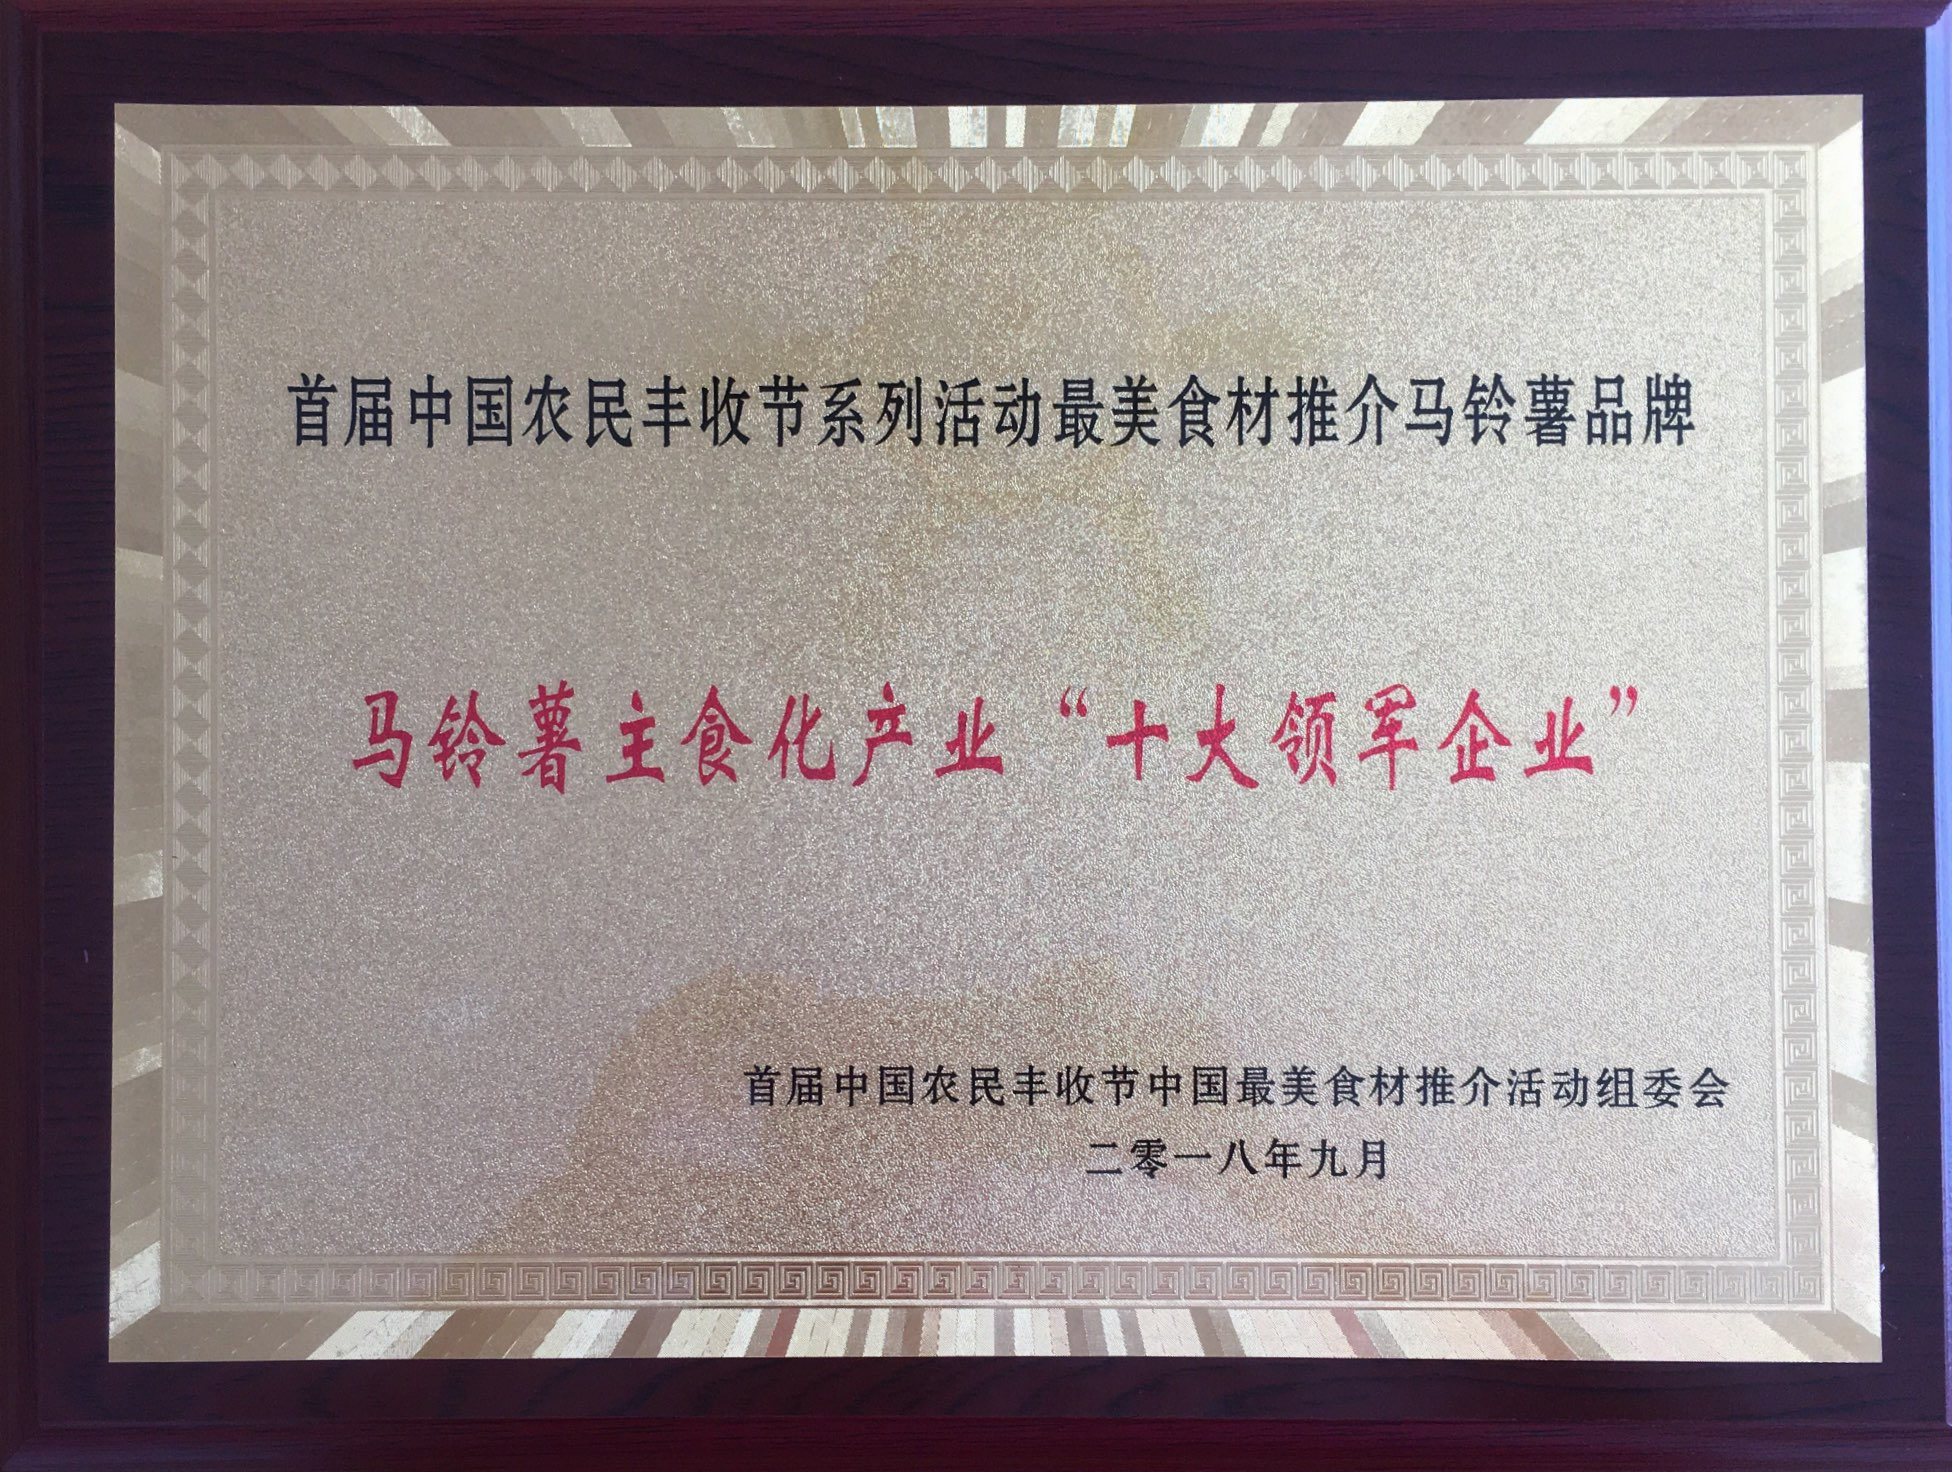 首届中国农民丰收节系列活动最美食材推介马铃薯品牌
马铃薯主食化产业“十大领军企业”
首届中国农民丰收节中国最美食材推介活动组委会
二零一八年九月